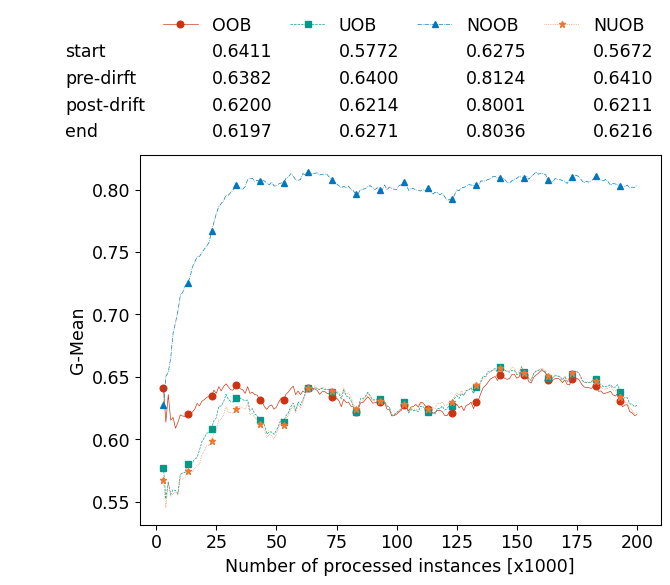 OOB UOB NOOB NUOB
start 0.6411 0.5772 0.6275 0.5672
pre-dirft 0.6382 0.6400 0.8124 0.6410
post-drift 0.6200 0.6214 0.8001 0.6211
end 0.6197 0.6271 0.8036 0.6216
0.80
0.75
0.70
0.65
0.60
0.55
G-Mean
0 25 50 75 100 125 150 175 200
Number of processed instances [x1000]